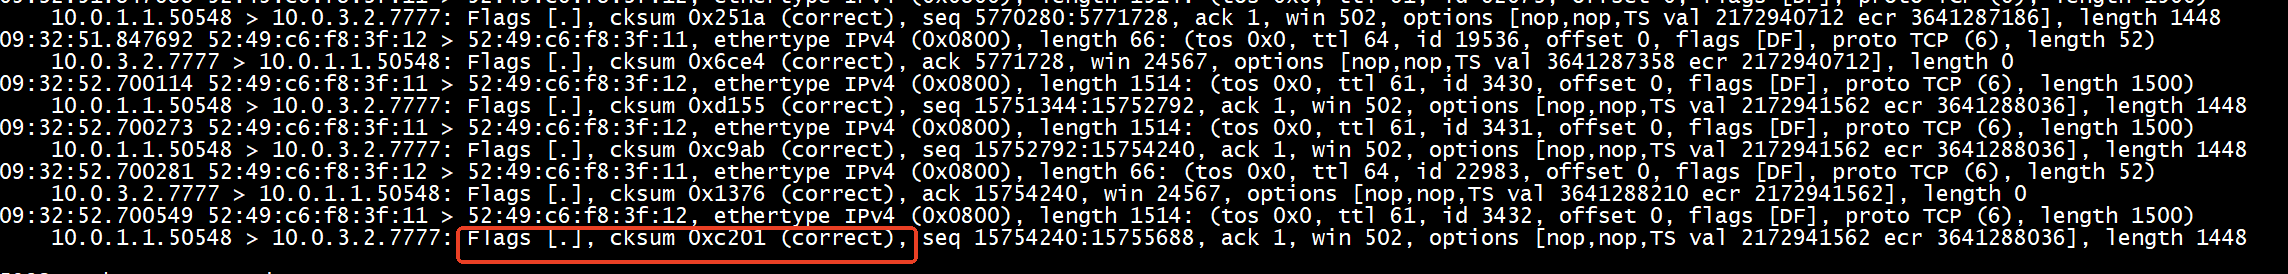 10.0.1.1.50548 > 10.0.3.2.7777: Flags [.], cksum 0x251a (correct), seq 5770280:5771728, ack 1, win 502, options [nop,nop,TS val 2172940712 ecr 3641287186], length 1448
09:32:51.847692 52:49:c6:f8:3f:12 > 52:49:c6:f8:3f:11, ethertype IPv4 (0x0800), length 66: (tos 0x0, ttl 64, id 19536, offset 0, flags [DF], proto TCP (6), length 52)
    10.0.3.2.7777 > 10.0.1.1.50548: Flags [.], cksum 0x6ce4 (correct), ack 5771728, win 24567, options [nop,nop,TS val 3641287358 ecr 2172940712], length 0
09:32:52.700114 52:49:c6:f8:3f:11 > 52:49:c6:f8:3f:12, ethertype IPv4 (0x0800), length 1514: (tos 0x0, ttl 61, id 3430, offset 0, flags [DF], proto TCP (6), length 1500)
    10.0.1.1.50548 > 10.0.3.2.7777: Flags [.], cksum 0xd155 (correct), seq 15751344:15752792, ack 1, win 502, options [nop,nop,TS val 2172941562 ecr 3641288036], length 1448
09:32:52.700273 52:49:c6:f8:3f:11 > 52:49:c6:f8:3f:12, ethertype IPv4 (0x0800), length 1514: (tos 0x0, ttl 61, id 3431, offset 0, flags [DF], proto TCP (6), length 1500)
    10.0.1.1.50548 > 10.0.3.2.7777: Flags [.], cksum 0xc9ab (correct), seq 15752792:15754240, ack 1, win 502, options [nop,nop,TS val 2172941562 ecr 3641288036], length 1448
09:32:52.700281 52:49:c6:f8:3f:12 > 52:49:c6:f8:3f:11, ethertype IPv4 (0x0800), length 66: (tos 0x0, ttl 64, id 22983, offset 0, flags [DF], proto TCP (6), length 52)
    10.0.3.2.7777 > 10.0.1.1.50548: Flags [.], cksum 0x1376 (correct), ack 15754240, win 24567, options [nop,nop,TS val 3641288210 ecr 2172941562], length 0
09:32:52.700549 52:49:c6:f8:3f:11 > 52:49:c6:f8:3f:12, ethertype IPv4 (0x0800), length 1514: (tos 0x0, ttl 61, id 3432, offset 0, flags [DF], proto TCP (6), length 1500)
    10.0.1.1.50548 > 10.0.3.2.7777: Flags [.], cksum 0xc201 (correct), seq 15754240:15755688, ack 1, win 502, options [nop,nop,TS val 2172941562 ecr 3641288036], length 1448